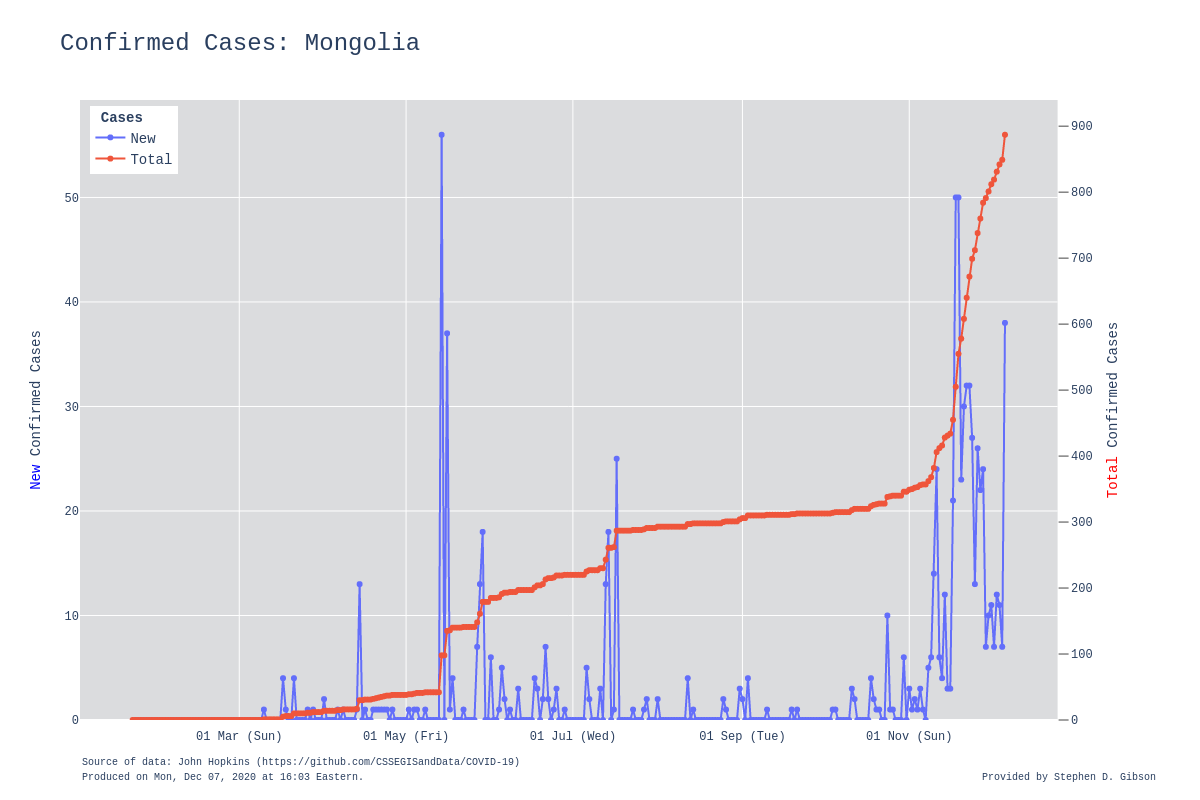 Confirmed Cases: Mongolia
Cases
New
Total
50
40
30
20
10
0
900
800
700
600
500
400
300
200
100
0
New Confirmed Cases
Total Confirmed Cases
01 Mar (Sun)
01 May (Fri)
01 Jul (Wed)
01 Sep (Tue)
01 Nov (Sun)
Source of data: John Hopkins (https://github.com/CSSEGISandData/COVID-19)
Produced on Mon, Dec 07, 2020 at 16:03 Eastern.
Provided by Stephen D. Gibson